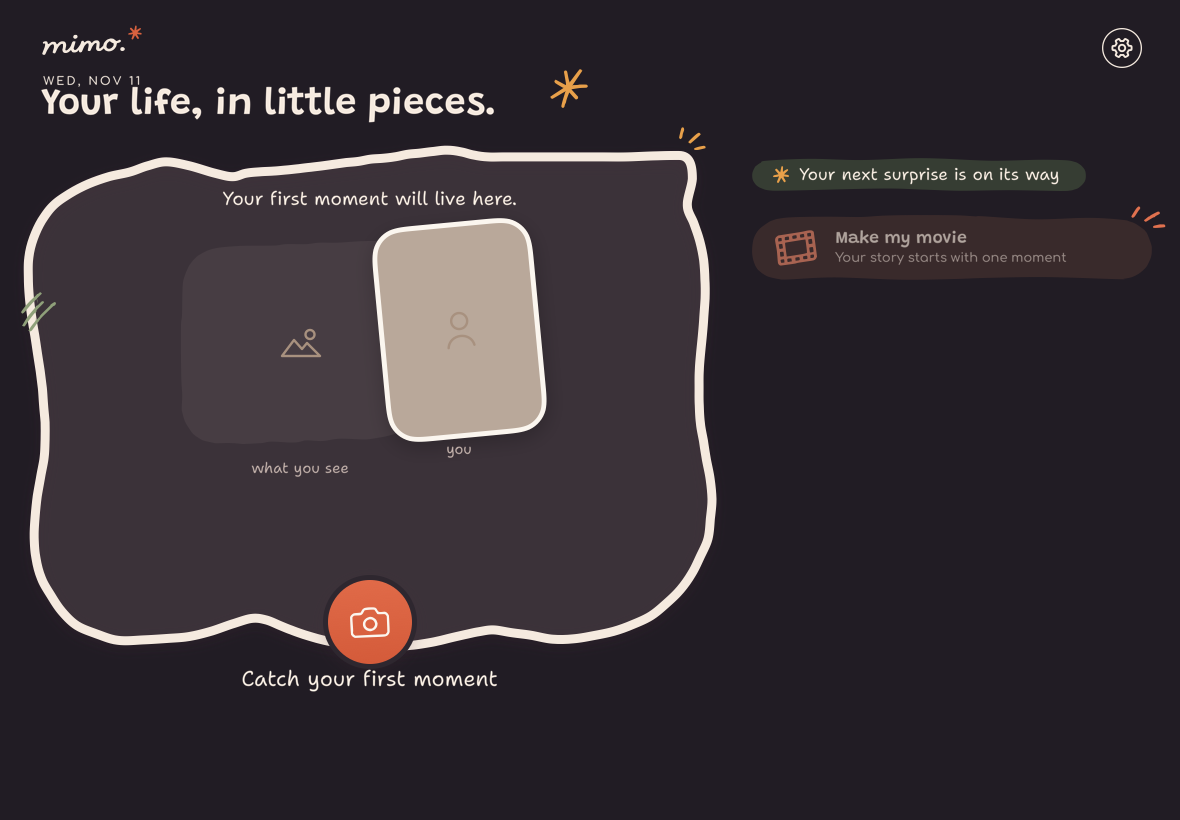 mimo.
WED, NOV 11
Your life, in little pieces.
Your first moment will live here.
what you see
you
Catch your first moment
Your next surprise is on its way
Make my movie
Your story starts with one moment